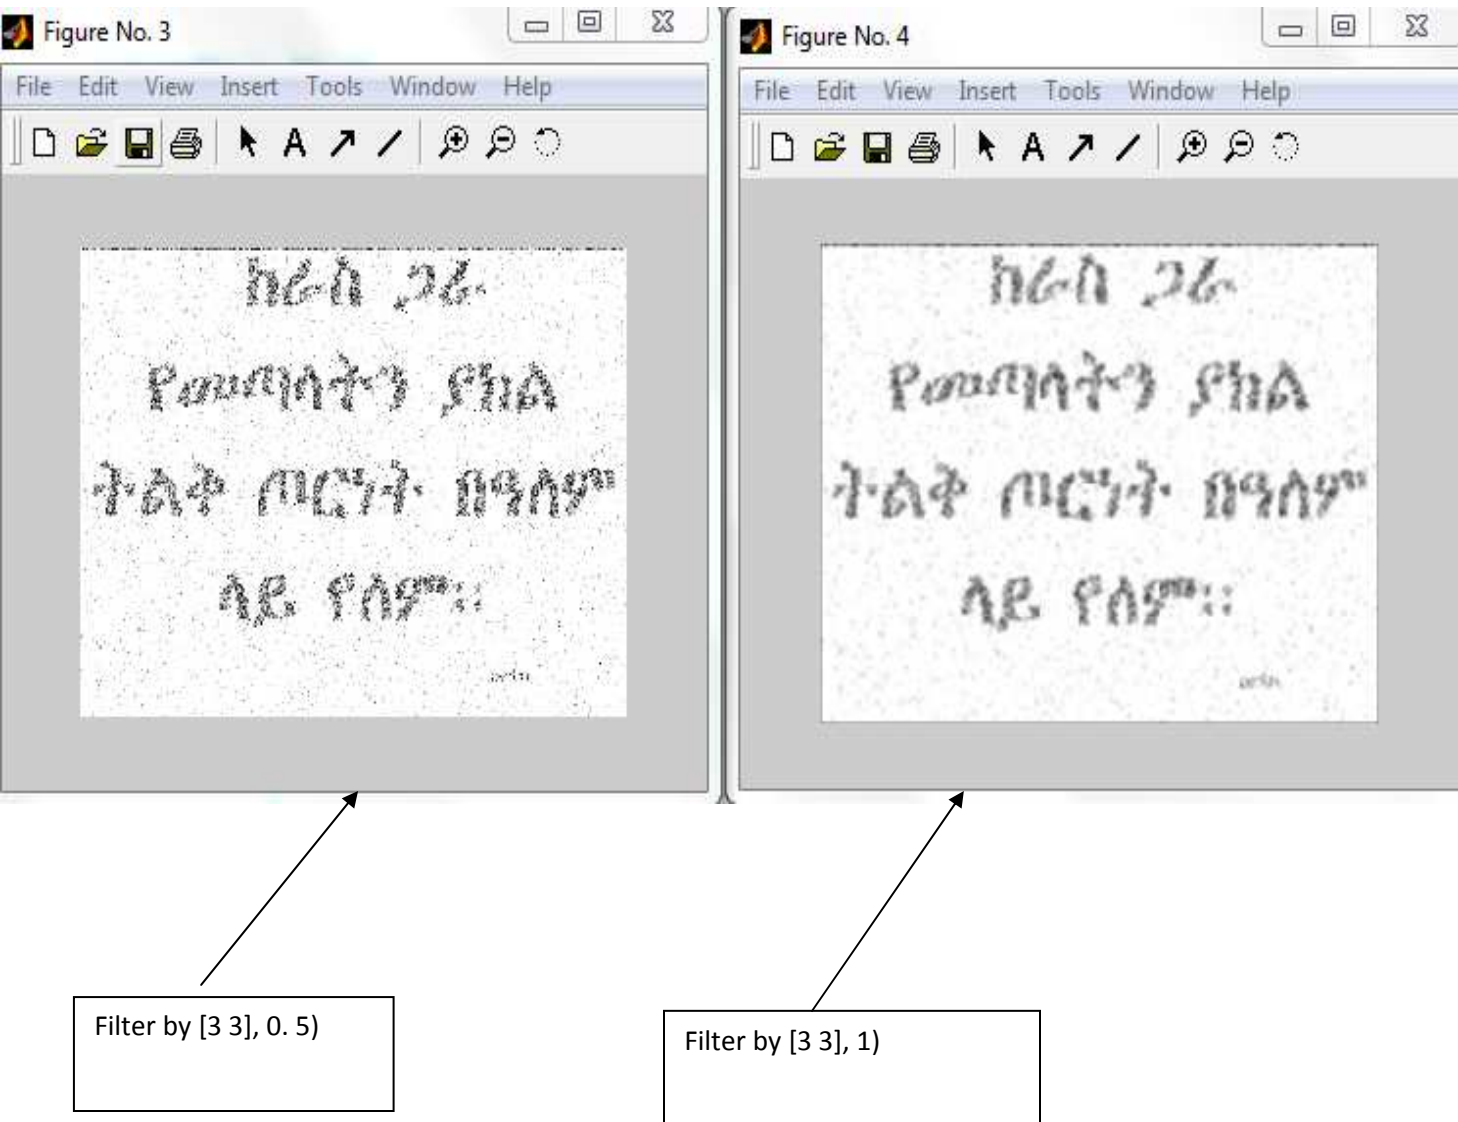 Figure No. 3
File Edit View Insert Tools Window Help
ከራስ ጋራ
የመጣላትን ያክል
ትልቅ ጦርነት በዓለም
ላይ የለም፡፡
Figure No. 4
File Edit View Insert Tools Window Help
ከራስ ጋራ
የመጣላትን ያክል
ትልቅ ጦርነት በዓለም
ላይ የለም፡፡
Filter by [3 3], 0. 5)
Filter by [3 3], 1)